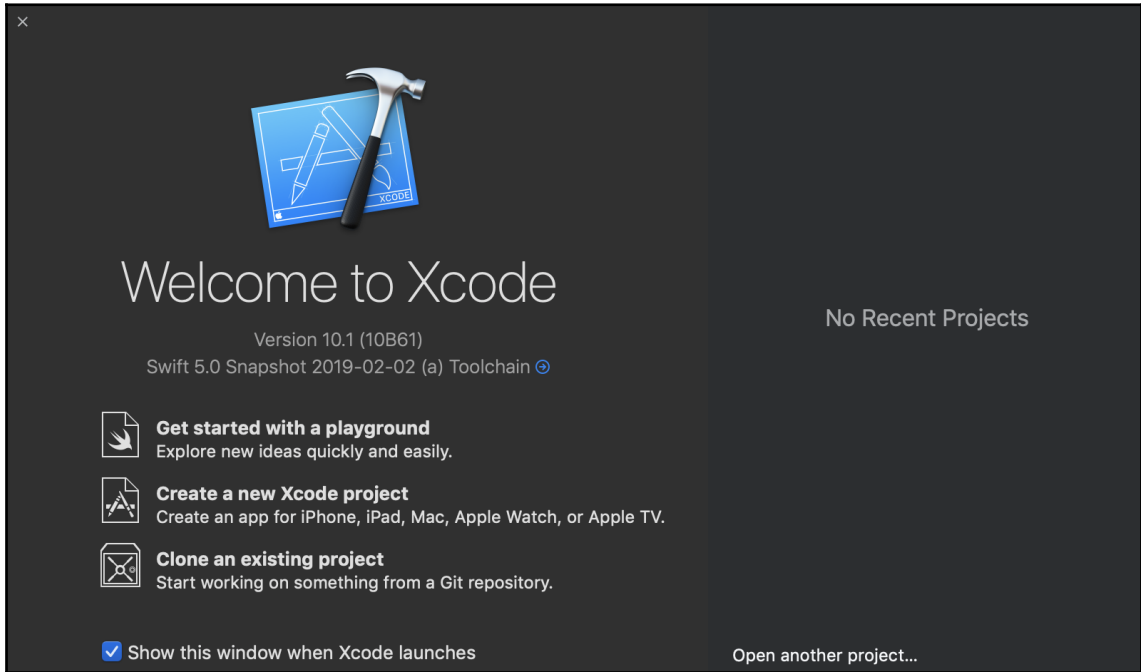 XCODE
Welcome to Xcode
Version 10.1 (10B61)
Swift 5.0 Snapshot 2019-02-02 (a) Toolchain
Get started with a playground
Explore new ideas quickly and easily.
Create a new Xcode project
Create an app for iPhone, iPad, Mac, Apple Watch, or Apple TV.
Clone an existing project
Start working on something from a Git repository.
Show this window when Xcode launches
No Recent Projects
Open another project...